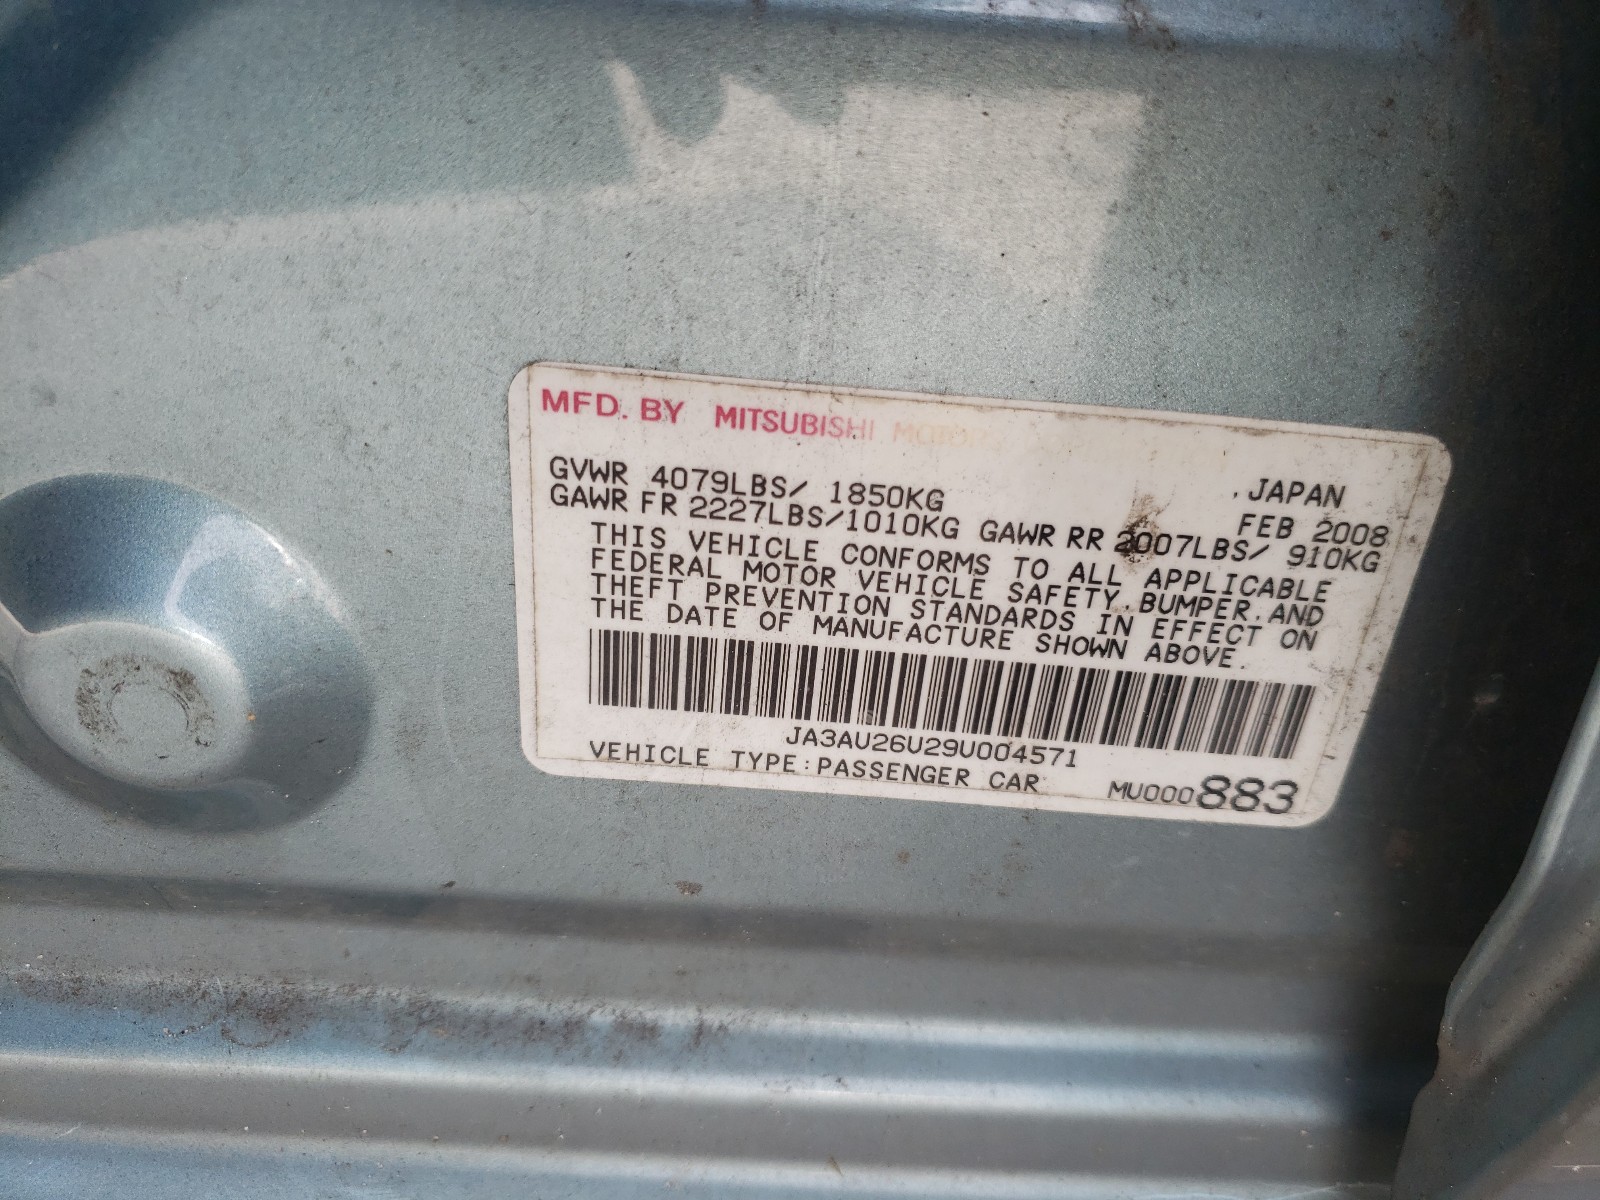 MFD. BY MITSUBISHI MOTORS
GVWR 4079LBS/ 1850KG .JAPAN
FEB 2008
GAWR FR 2227LBS/1010KG GAWR RR 2007LBS/ 910KG
THIS VEHICLE CONFORMS TO ALL APPLICABLE
FEDERAL MOTOR VEHICLE SAFETY, BUMPER, AND
THEFT PREVENTION STANDARDS IN EFFECT ON
THE DATE OF MANUFACTURE SHOWN ABOVE.
JA3AU26U29U004571
VEHICLE TYPE:PASSENGER CAR MU000883